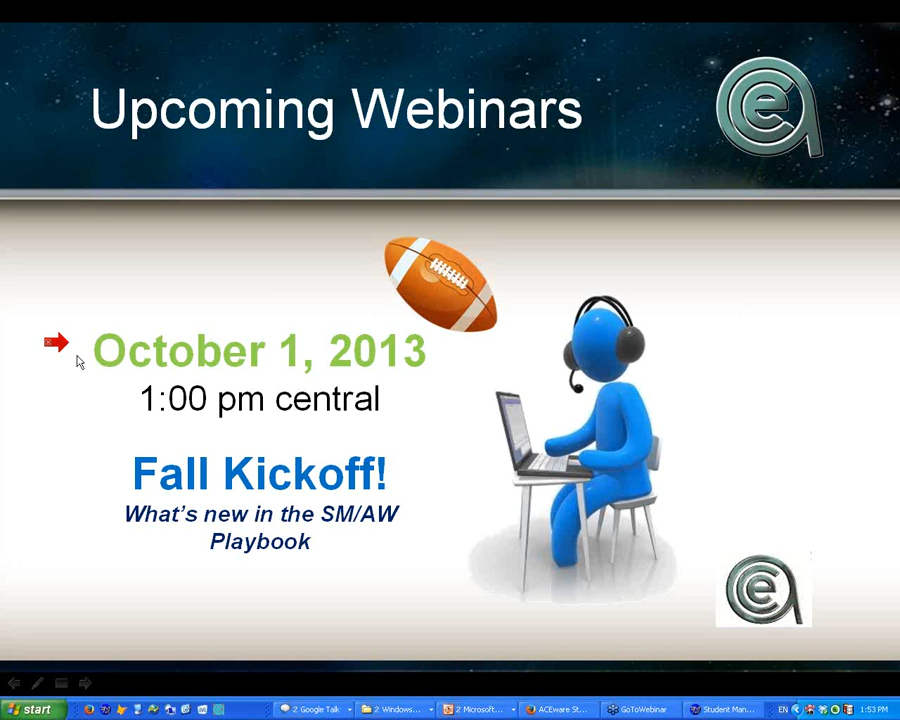 Upcoming Webinars
October 1, 2013
1:00 pm central
Fall Kickoff!
What's new in the SM/AW
Playbook
start
2 Google Talk
2 Windows...
2 Microsoft...
ACEware St...
GoToWebinar
Student Man...
EN
1:53 PM